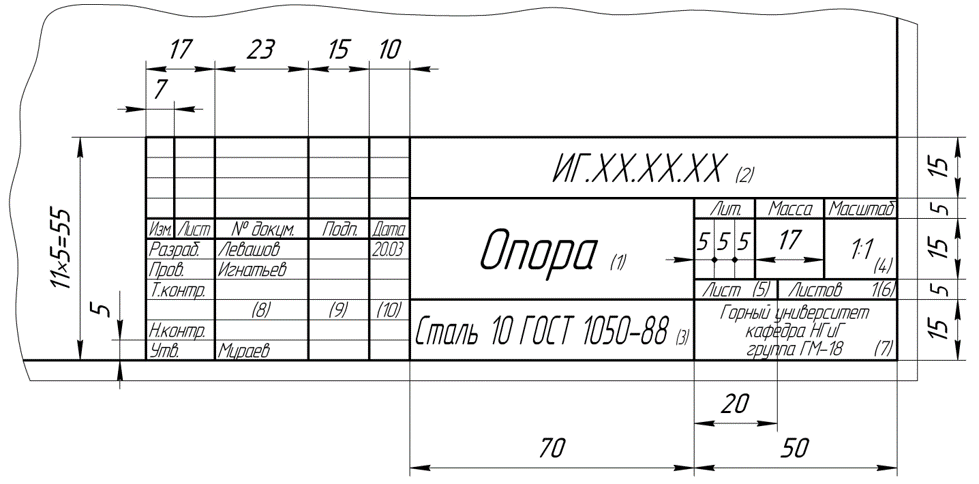 17 23 15 10
7
ИГ.XX.XX.XX (2)
15
11×5=55
Лит. Масса Масштаб
5
Изм. Лист № докум. Подп. Дата
Разраб. Левашов 20.03
Пров. Игнатьев
Т.контр.
(8) (9) (10)
Н.контр.
Утв. Мираев
5
Опора (1)
5 5 5 17 1:1 (4)
15
Лист (5) Листов 1(6)
5
Сталь 10 ГОСТ 1050-88 (3)
Горный университет
кафедра НГиГ
группа ГМ-18 (7)
15
20
70 50